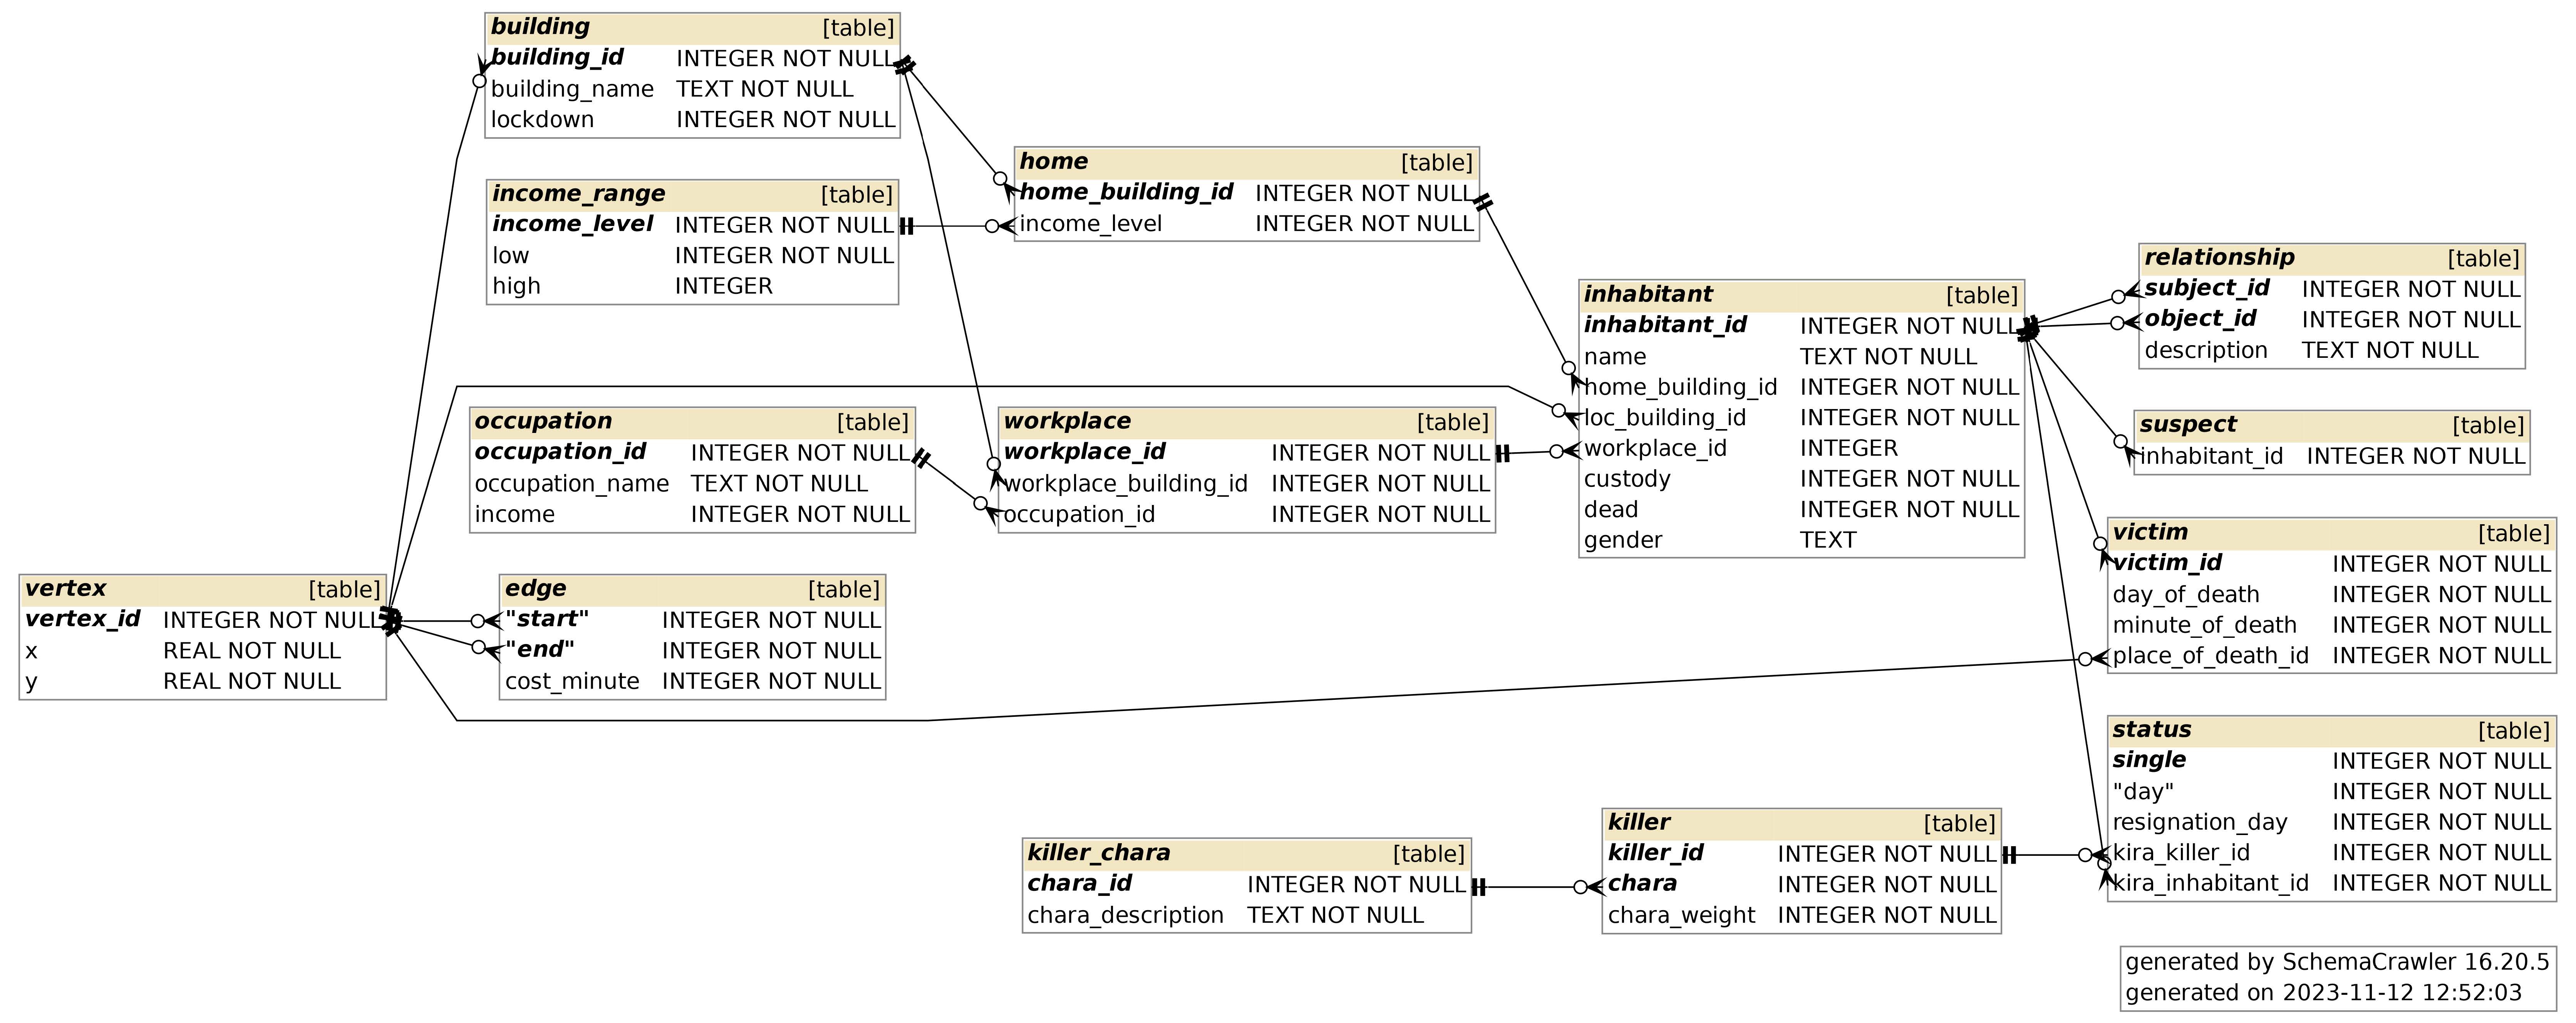 building [table]
building_id INTEGER NOT NULL
building_name TEXT NOT NULL
lockdown INTEGER NOT NULL
income_range [table]
income_level INTEGER NOT NULL
low INTEGER NOT NULL
high INTEGER
home [table]
home_building_id INTEGER NOT NULL
income_level INTEGER NOT NULL
occupation [table]
occupation_id INTEGER NOT NULL
occupation_name TEXT NOT NULL
income INTEGER NOT NULL
workplace [table]
workplace_id INTEGER NOT NULL
workplace_building_id INTEGER NOT NULL
occupation_id INTEGER NOT NULL
inhabitant [table]
inhabitant_id INTEGER NOT NULL
name TEXT NOT NULL
home_building_id INTEGER NOT NULL
loc_building_id INTEGER NOT NULL
workplace_id INTEGER
custody INTEGER NOT NULL
dead INTEGER NOT NULL
gender TEXT
relationship [table]
subject_id INTEGER NOT NULL
object_id INTEGER NOT NULL
description TEXT NOT NULL
suspect [table]
inhabitant_id INTEGER NOT NULL
victim [table]
victim_id INTEGER NOT NULL
day_of_death INTEGER NOT NULL
minute_of_death INTEGER NOT NULL
place_of_death_id INTEGER NOT NULL
vertex [table]
vertex_id INTEGER NOT NULL
x REAL NOT NULL
y REAL NOT NULL
edge [table]
"start" INTEGER NOT NULL
"end" INTEGER NOT NULL
cost_minute INTEGER NOT NULL
status [table]
single INTEGER NOT NULL
"day" INTEGER NOT NULL
resignation_day INTEGER NOT NULL
kira_killer_id INTEGER NOT NULL
kira_inhabitant_id INTEGER NOT NULL
killer_chara [table]
chara_id INTEGER NOT NULL
chara_description TEXT NOT NULL
killer [table]
killer_id INTEGER NOT NULL
chara INTEGER NOT NULL
chara_weight INTEGER NOT NULL
generated by SchemaCrawler 16.20.5
generated on 2023-11-12 12:52:03